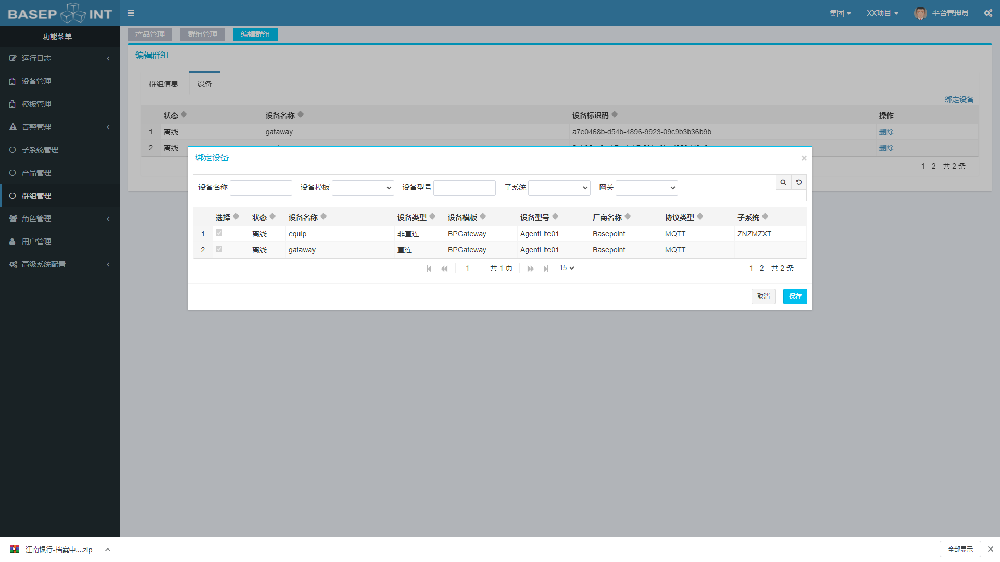 BASEPOINT
集团
XX项目
平台管理员
功能菜单
产品管理
群组管理
编辑群组
运行日志
设备管理
模板管理
告警管理
子系统管理
产品管理
群组管理
角色管理
用户管理
高级系统配置
编辑群组
群组信息
设备
绑定设备
状态 设备名称 设备标识码 操作
1 离线 gataway a7e0468b-d54b-4896-9923-09c9b3b36b9b 删除
2 离线 删除
1 - 2 共 2 条
绑定设备 ×
设备名称 设备模板 设备型号 子系统 网关
选择 状态 设备名称 设备类型 设备模板 设备型号 厂商名称 协议类型 子系统
1 离线 equip 非直连 BPGateway AgentLite01 Basepoint MQTT ZNZMZXT
2 离线 gataway 直连 BPGateway AgentLite01 Basepoint MQTT
1 共 1 页 15 1 - 2 共 2 条
取消 保存
江南银行-档案中....zip
全部显示